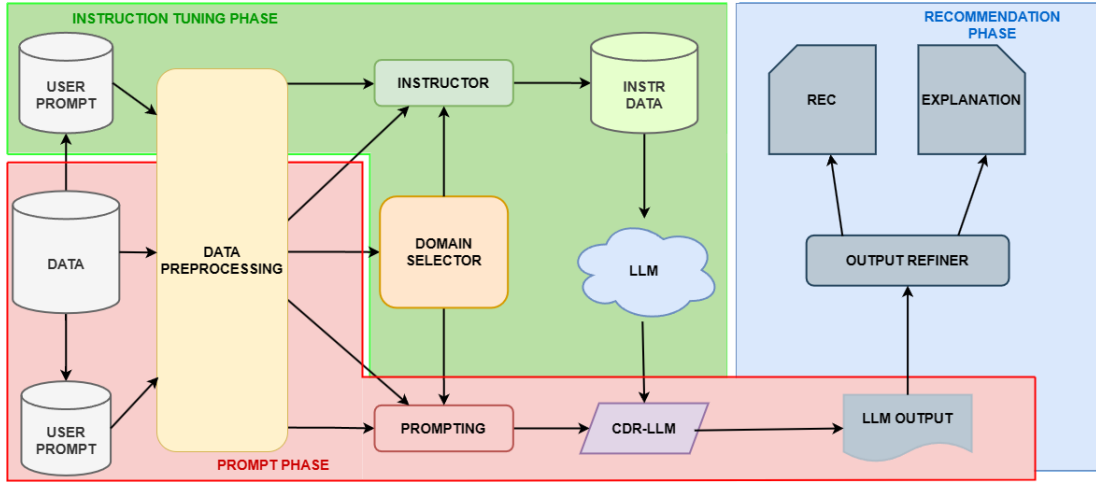 INSTRUCTION TUNING PHASE
RECOMMENDATION
PHASE
USER
PROMPT
INSTRUCTOR
INSTR
DATA
REC
EXPLANATION
DATA
DATA
PREPROCESSING
DOMAIN
SELECTOR
LLM
OUTPUT REFINER
USER
PROMPT
PROMPTING
CDR-LLM
LLM OUTPUT
PROMPT PHASE